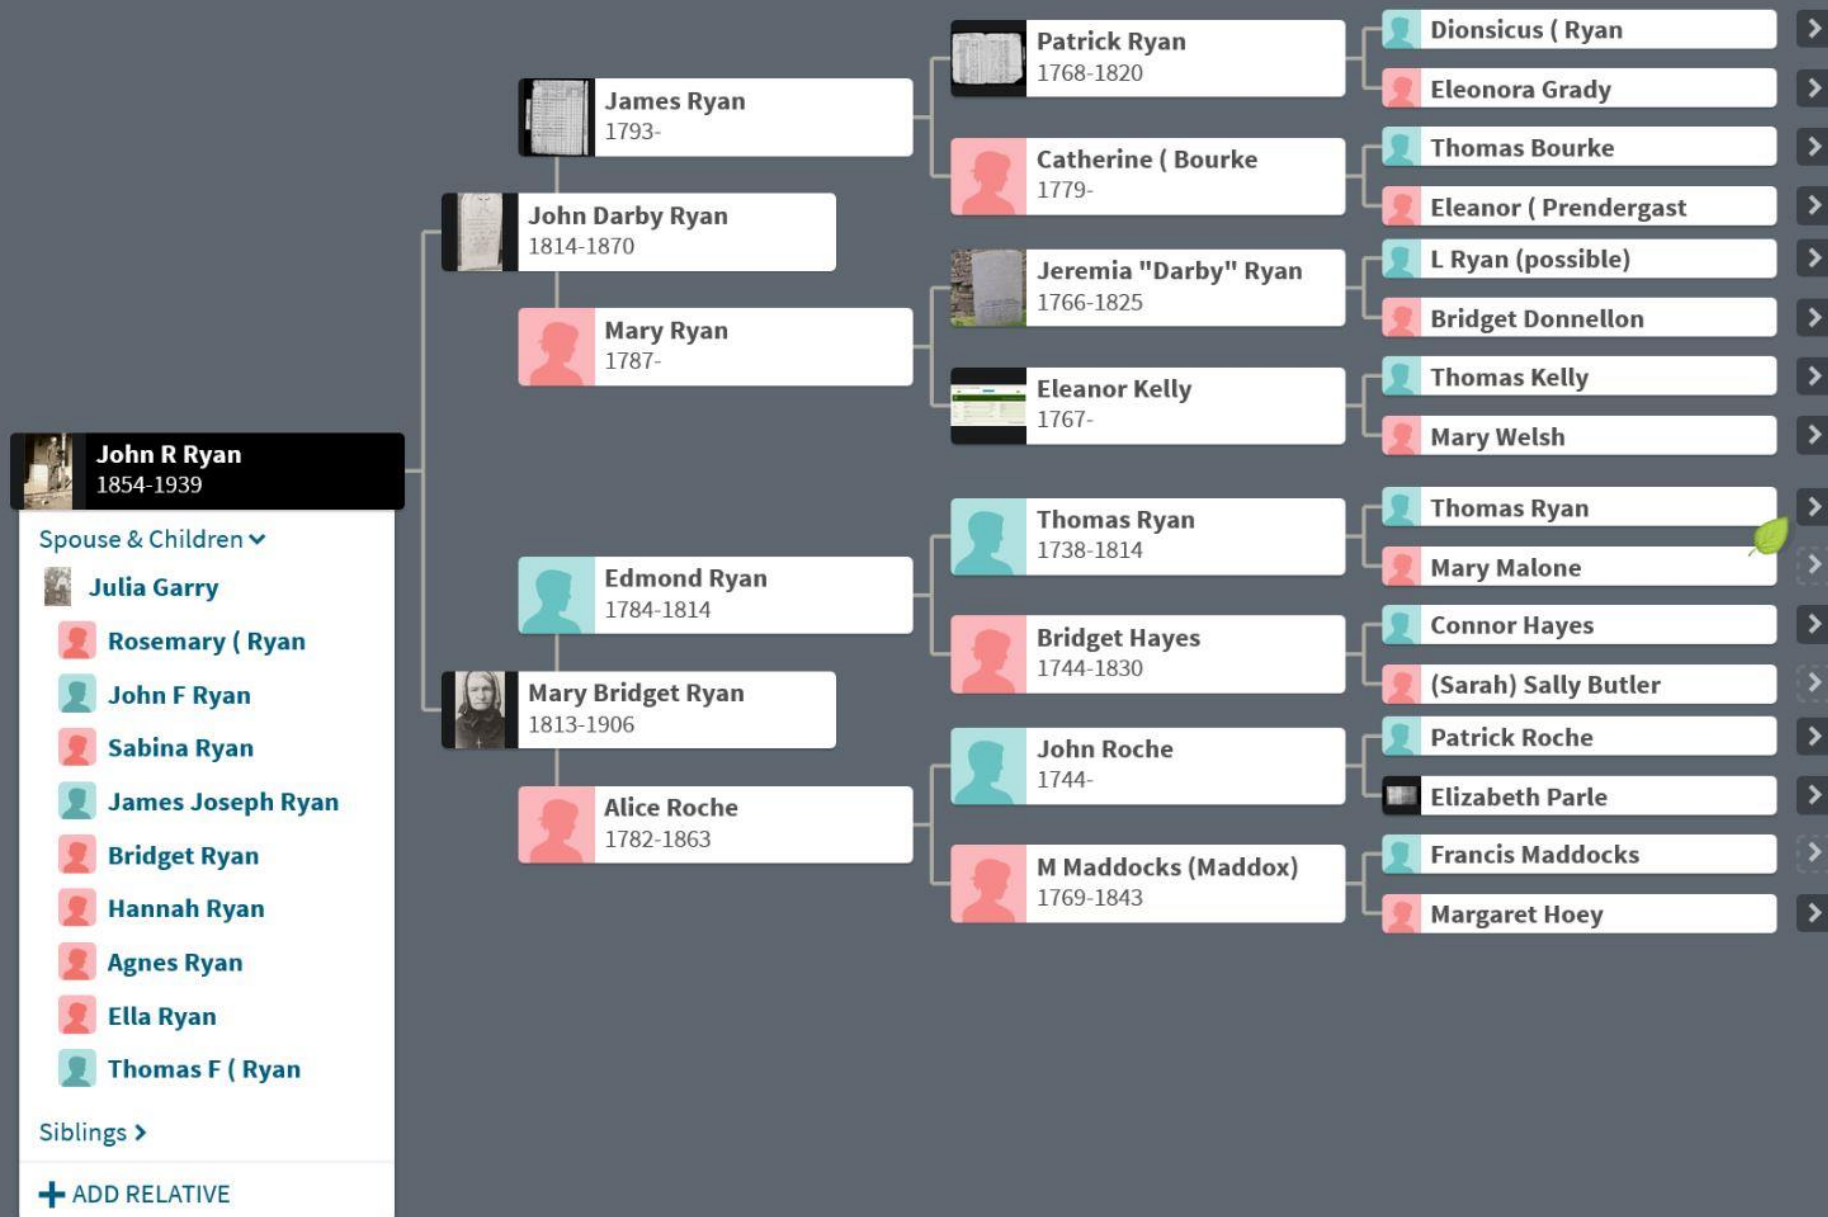 John R Ryan
1854-1939
Spouse & Children
Julia Garry
Rosemary ( Ryan
John F Ryan
Sabina Ryan
James Joseph Ryan
Bridget Ryan
Hannah Ryan
Agnes Ryan
Ella Ryan
Thomas F ( Ryan
Siblings
ADD RELATIVE
James Ryan
1793-
John Darby Ryan
1814-1870
Mary Ryan
1787-
Edmond Ryan
1784-1814
Mary Bridget Ryan
1813-1906
Alice Roche
1782-1863
Patrick Ryan
1768-1820
Catherine ( Bourke
1779-
Jeremia "Darby" Ryan
1766-1825
Eleanor Kelly
1767-
Thomas Ryan
1738-1814
Bridget Hayes
1744-1830
John Roche
1744-
M Maddocks (Maddox)
1769-1843
Dionsicus ( Ryan
Eleonora Grady
Thomas Bourke
Eleanor ( Prendergast
L Ryan (possible)
Bridget Donnellon
Thomas Kelly
Mary Welsh
Thomas Ryan
Mary Malone
Connor Hayes
(Sarah) Sally Butler
Patrick Roche
Elizabeth Parle
Francis Maddocks
Margaret Hoey